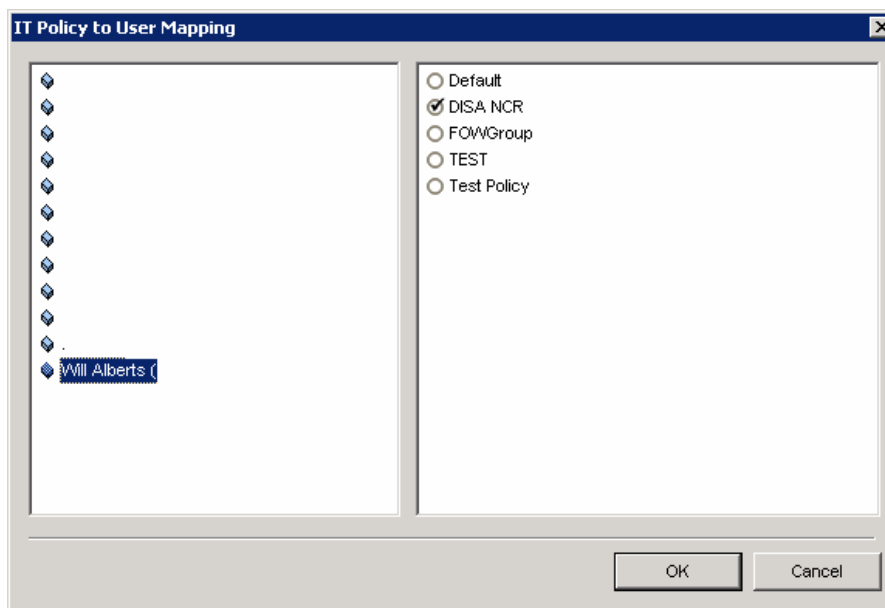 IT Policy to User Mapping
.
Will Alberts (
Default
DISA NCR
FOWGroup
TEST
Test Policy
OK
Cancel